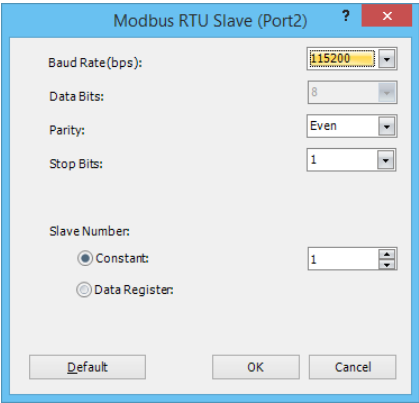 Modbus RTU Slave (Port2) ? ×
Baud Rate(bps): 115200
Data Bits: 8
Parity: Even
Stop Bits: 1
Slave Number:
Constant: 1
Data Register:
Default OK Cancel